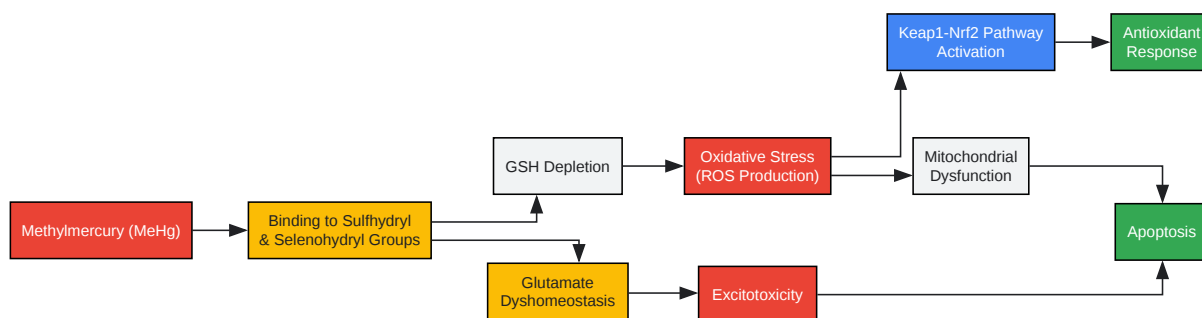 Keap1-Nrf2 Pathway
Activation
Antioxidant
Response
GSH Depletion
Oxidative Stress
(ROS Production)
Mitochondrial
Dysfunction
Methylmercury (MeHg)
Binding to Sulfhydryl
& Selenohydryl Groups
Apoptosis
Glutamate
Dyshomeostasis
Excitotoxicity